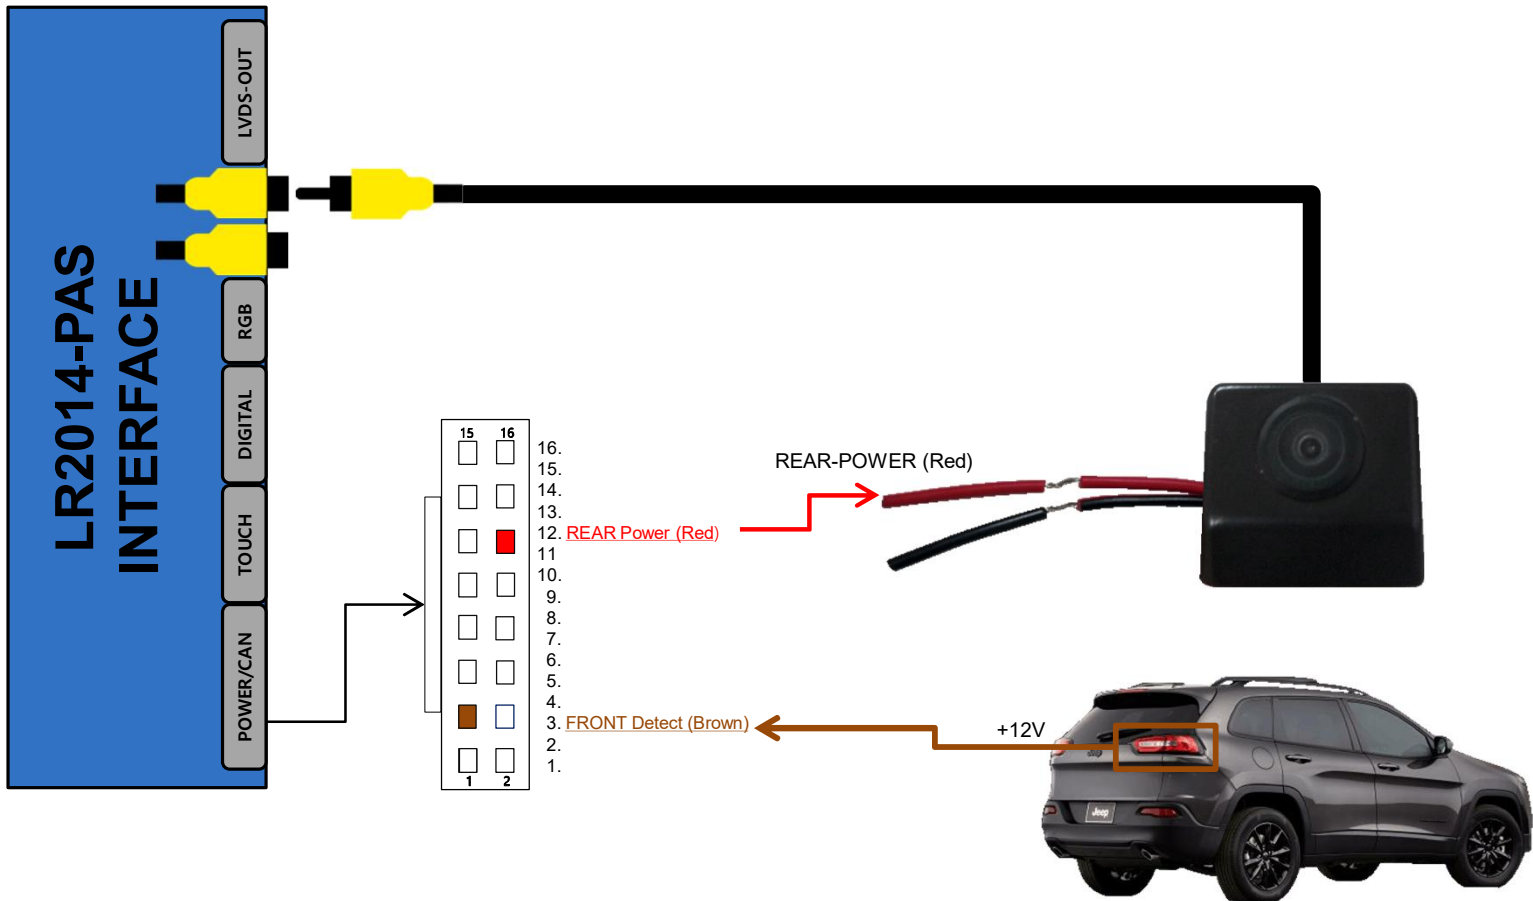 LR2014-PAS
INTERFACE
LVDS-OUT
RGB
DIGITAL
TOUCH
POWER/CAN
15 16
1 2
16.
15.
14.
13.
12. REAR Power (Red)
11
10.
9.
8.
7.
6.
5.
4.
3. FRONT Detect (Brown)
2.
1.
REAR-POWER (Red)
+12V
Jeep